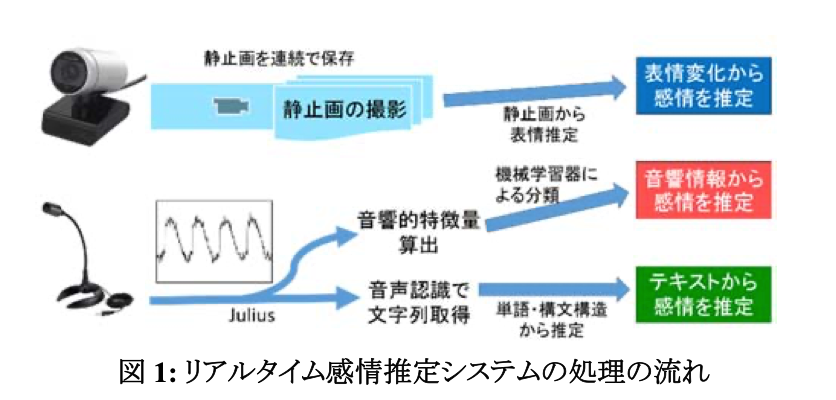 静止画を連続で保存
静止画の撮影
静止画から
表情推定
表情変化から
感情を推定
機械学習器に
よる分類
音響的特徴量
算出
音響情報から
感情を推定
Julius
音声認識で
文字列取得
単語・構文構造
から推定
テキストから
感情を推定
図 1: リアルタイム感情推定システムの処理の流れ